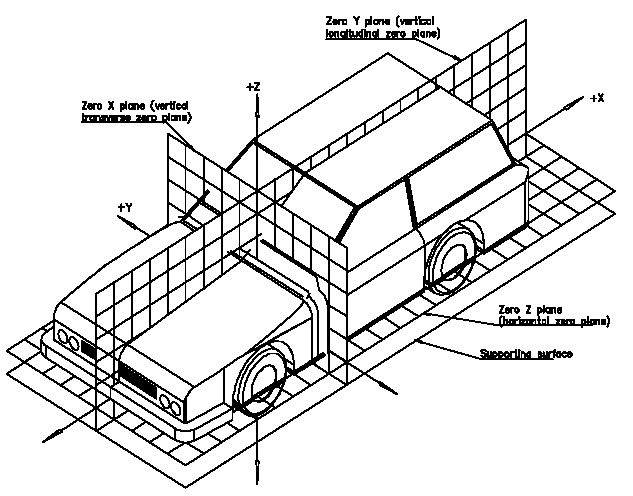 Zero Y plane (vertical
longitudinal zero plane)
+Z
Zero X plane (vertical
transverse zero plane)
+X
+Y
Zero Z plane
(horizontal zero plane)
Supporting surface